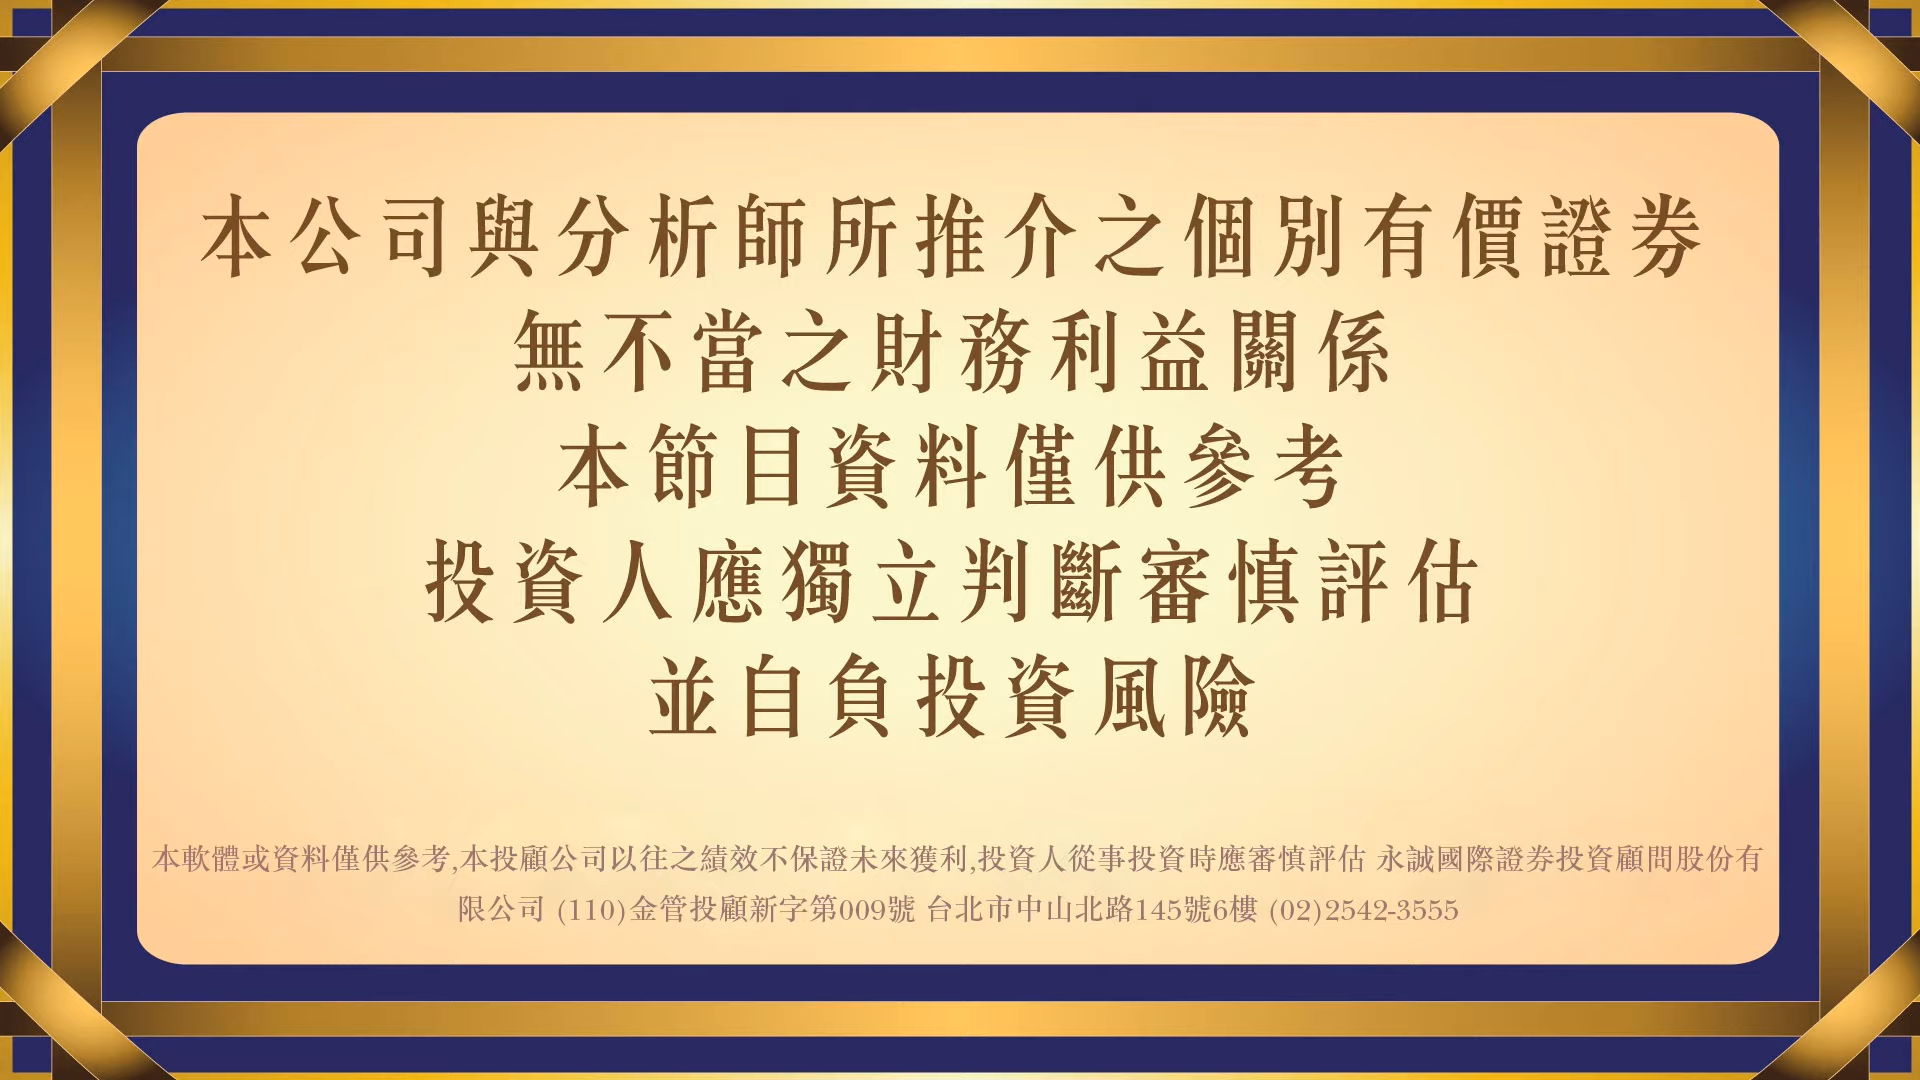 本公司與分析師所推介之個別有價證券
無不當之財務利益關係
本節目資料僅供參考
投資人應獨立判斷審慎評估
並自負投資風險
本軟體或資料僅供參考,本投顧公司以往之績效不保證未來獲利,投資人從事投資時應審慎評估 永誠國際證券投資顧問股份有
限公司 (110)金管投顧新字第009號 台北市中山北路145號6樓 (02)2542-3555